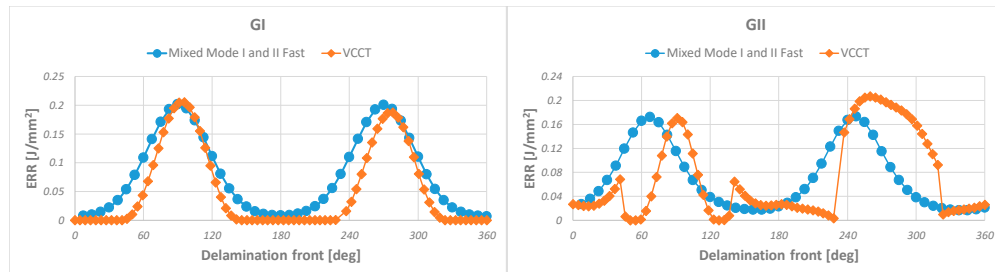 GI
Mixed Mode I and II Fast VCCT
ERR [J/mm²]
0.25
0.2
0.15
0.1
0.05
0
0 60 120 180 240 300 360
Delamination front [deg]
GII
Mixed Mode I and II Fast VCCT
ERR [J/mm²]
0.24
0.2
0.16
0.12
0.08
0.04
0
0 60 120 180 240 300 360
Delamination front [deg]